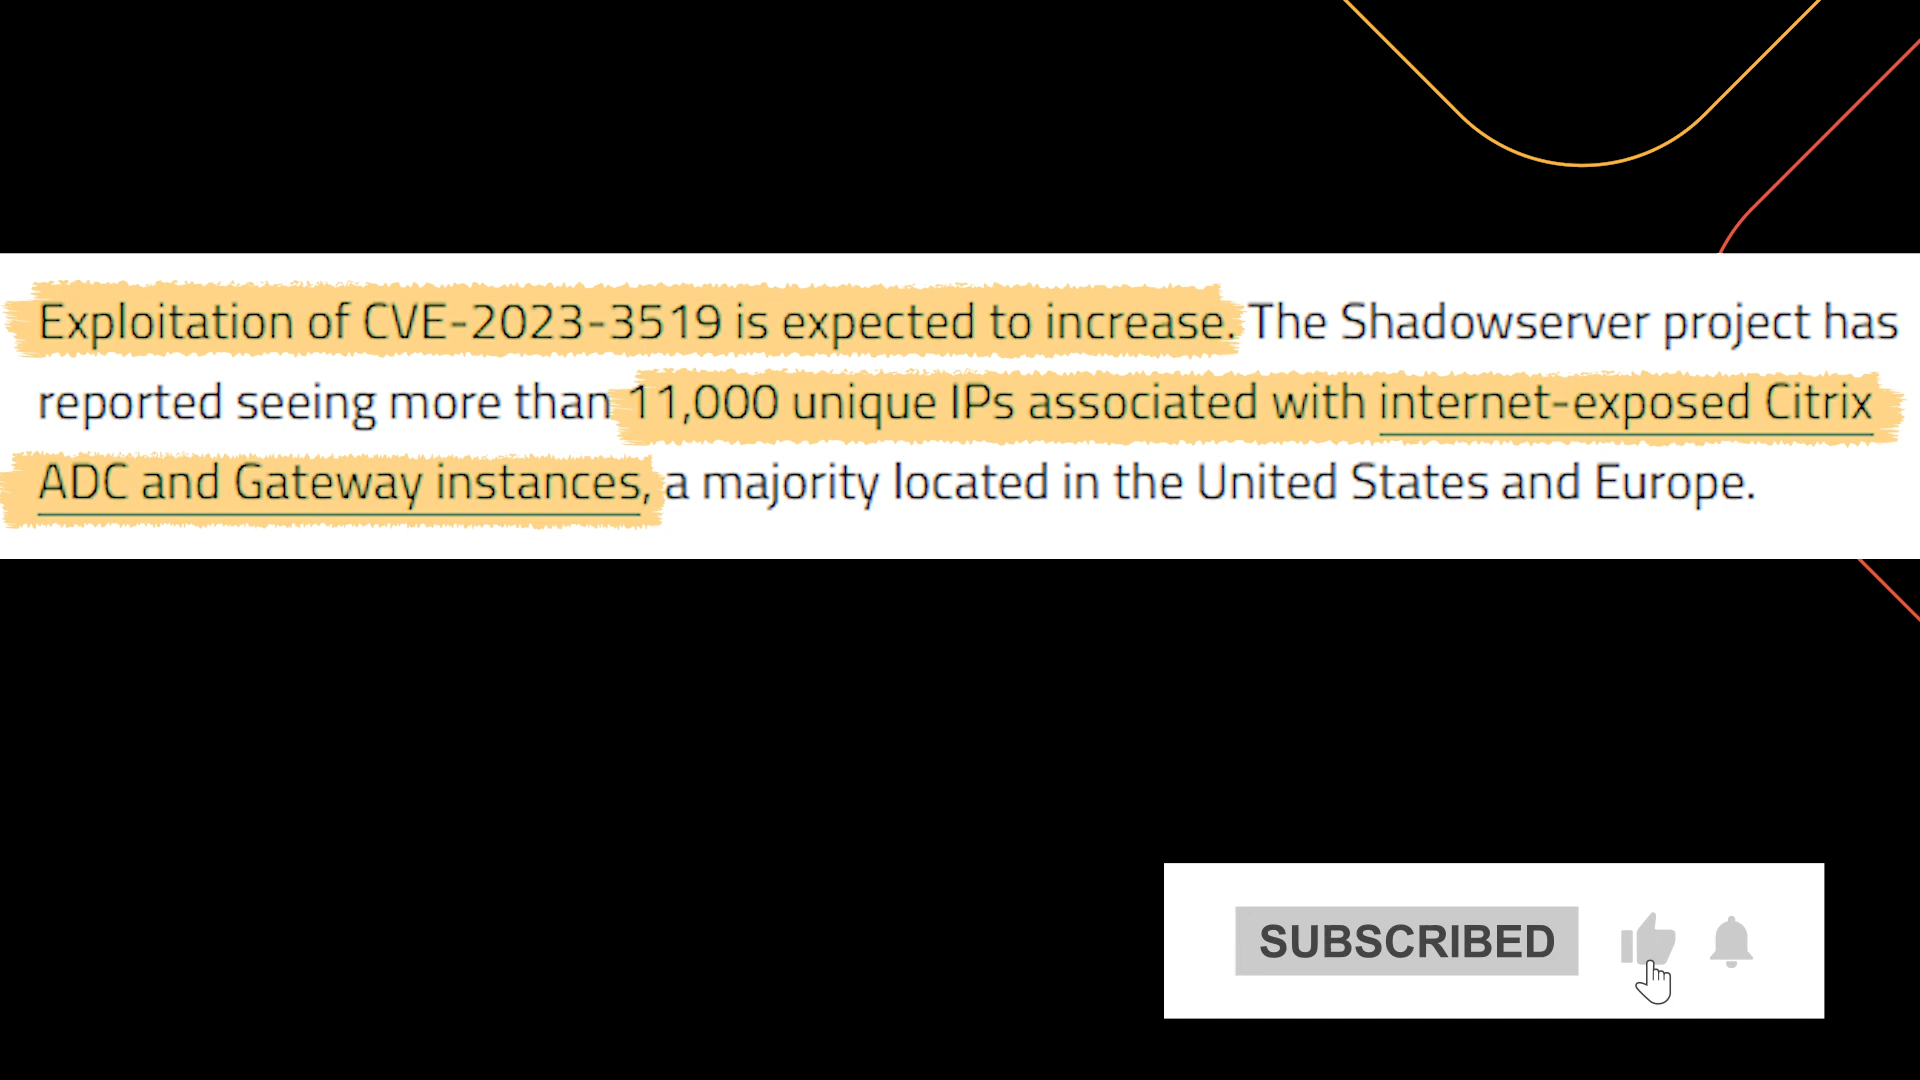 Exploitation of CVE-2023-3519 is expected to increase. The Shadowserver project has
reported seeing more than 11,000 unique IPs associated with internet-exposed Citrix
ADC and Gateway instances, a majority located in the United States and Europe.
SUBSCRIBED